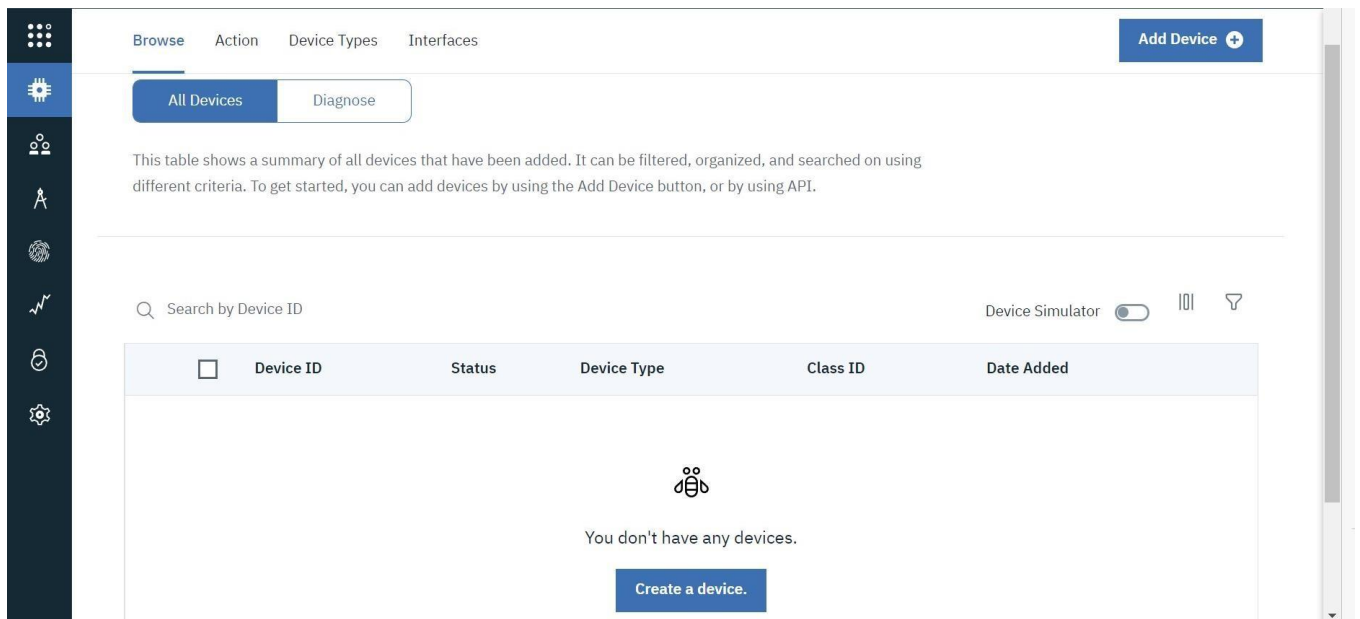 Browse Action Device Types Interfaces Add Device
All Devices Diagnose
This table shows a summary of all devices that have been added. It can be filtered, organized, and searched on using
different criteria. To get started, you can add devices by using the Add Device button, or by using API.
Search by Device ID Device Simulator
Device ID Status Device Type Class ID Date Added
You don't have any devices.
Create a device.